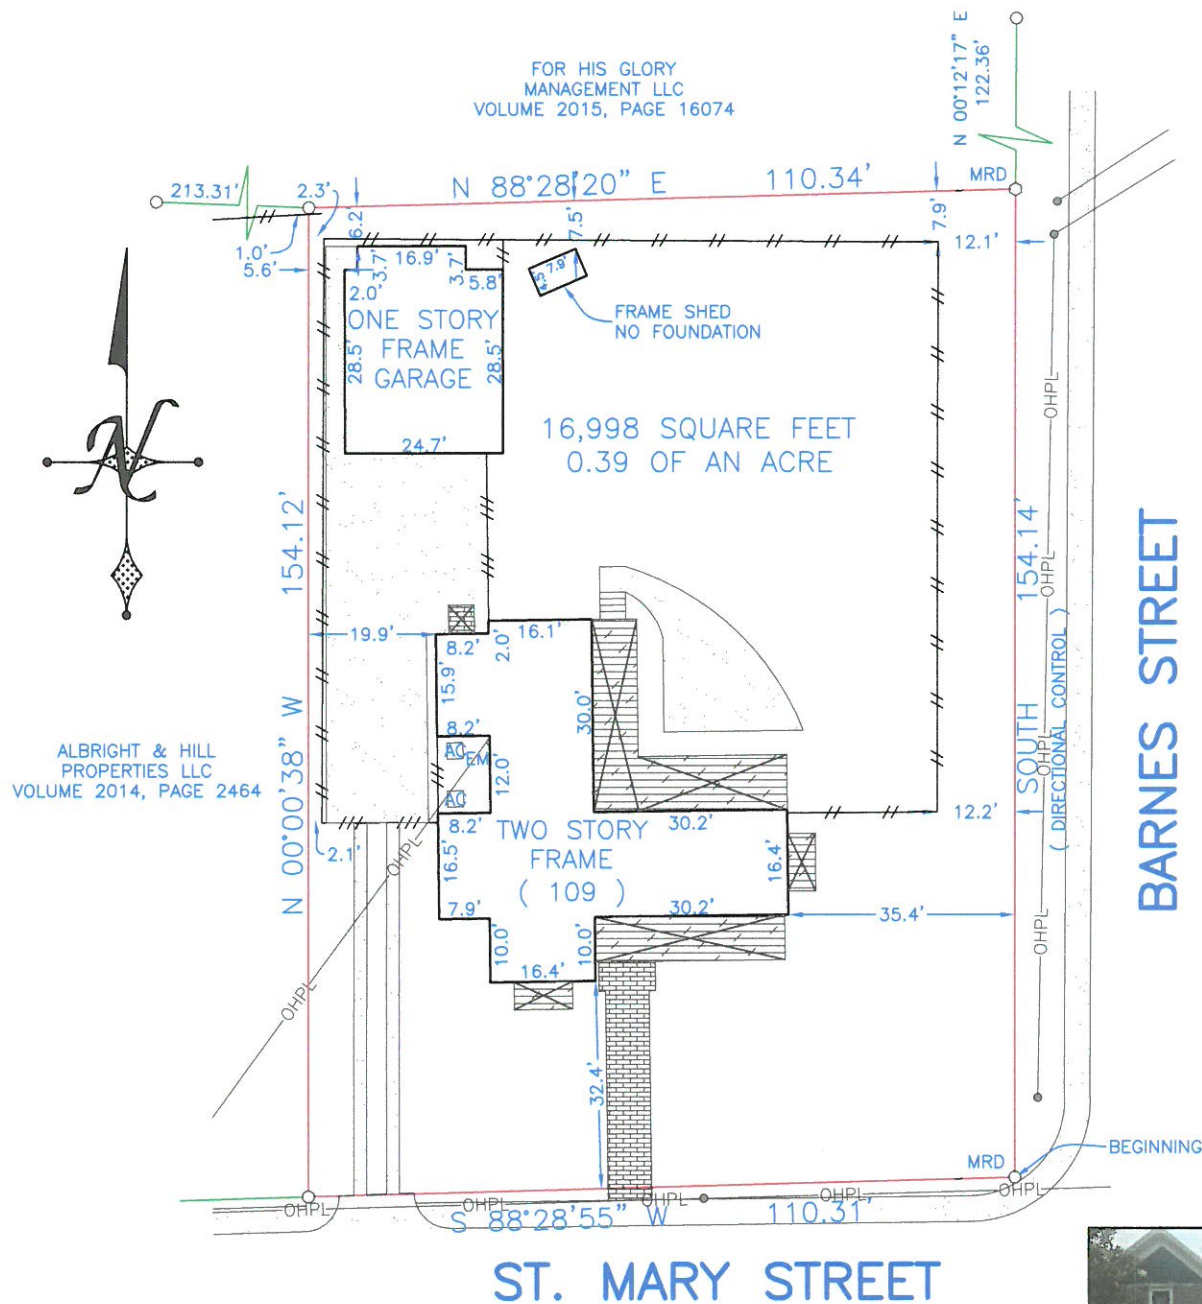 N 00°12'17" E
122.36'
FOR HIS GLORY
MANAGEMENT LLC
VOLUME 2015, PAGE 16074
MRD
213.31'
2.3'
N 88°28'20" E 110.34'
6.2'
7.5'
7.9'
1.0'
5.6'
12.1'
16.9'
3.7'
3.7'
2.0'
5.8'
4.5'
7.9'
FRAME SHED
NO FOUNDATION
ONE STORY
FRAME
GARAGE
28.5'
28.5'
24.7'
OHPL
16,998 SQUARE FEET
0.39 OF AN ACRE
N
N 00°00'38" W 154.12'
SOUTH 154.14'
( DIRECTIONAL CONTROL )
OHPL
OHPL
OHPL
BARNES STREET
19.9'
8.2'
2.0'
16.1'
15.9'
30.0'
8.2'
AC
EM
12.0'
AC
8.2'
ALBRIGHT & HILL
PROPERTIES LLC
VOLUME 2014, PAGE 2464
2.1'
OHPL
TWO STORY
FRAME
( 109 )
30.2'
12.2'
16.5'
16.4'
7.9'
30.2'
35.4'
10.0'
10.0'
16.4'
OHPL
32.4'
MRD
BEGINNING
OHPL
OHPL
OHPL
OHPL
OHPL
S 88°28'55" W 110.31'
ST. MARY STREET